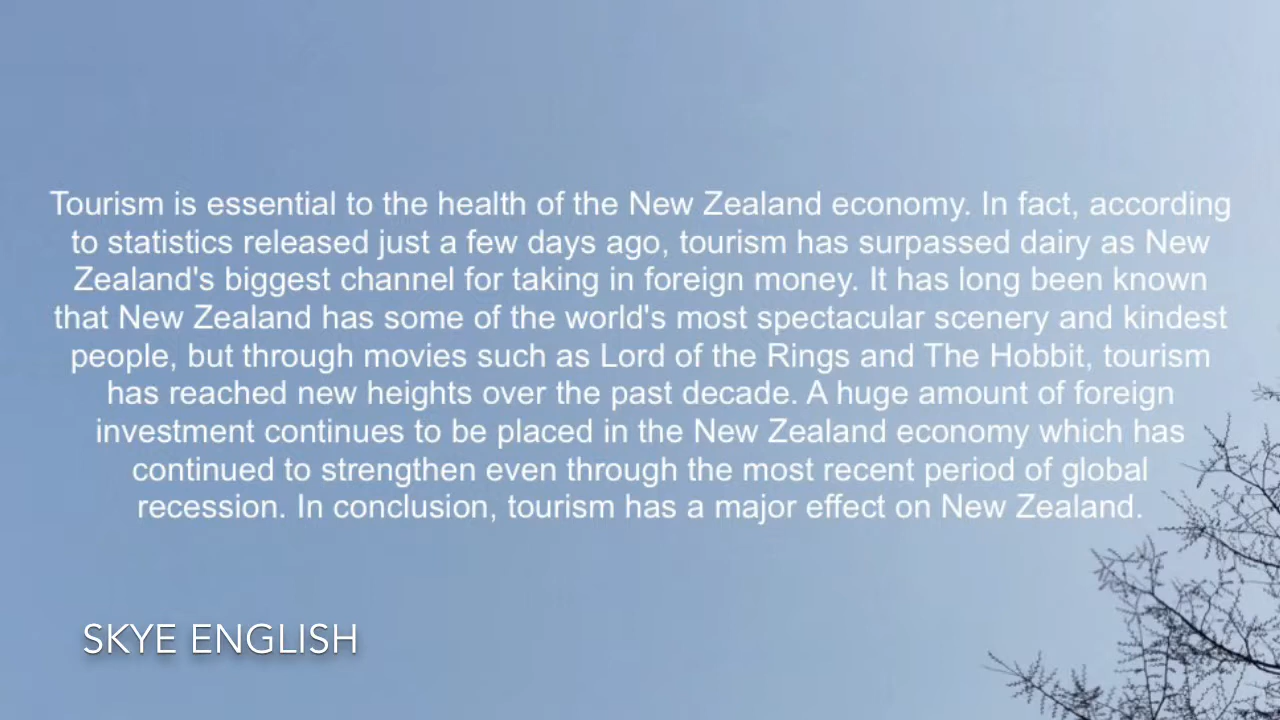 Tourism is essential to the health of the New Zealand economy. In fact, according
to statistics released just a few days ago, tourism has surpassed dairy as New
Zealand's biggest channel for taking in foreign money. It has long been known
that New Zealand has some of the world's most spectacular scenery and kindest
people, but through movies such as Lord of the Rings and The Hobbit, tourism
has reached new heights over the past decade. A huge amount of foreign
investment continues to be placed in the New Zealand economy which has
continued to strengthen even through the most recent period of global
recession. In conclusion, tourism has a major effect on New Zealand.
SKYE ENGLISH